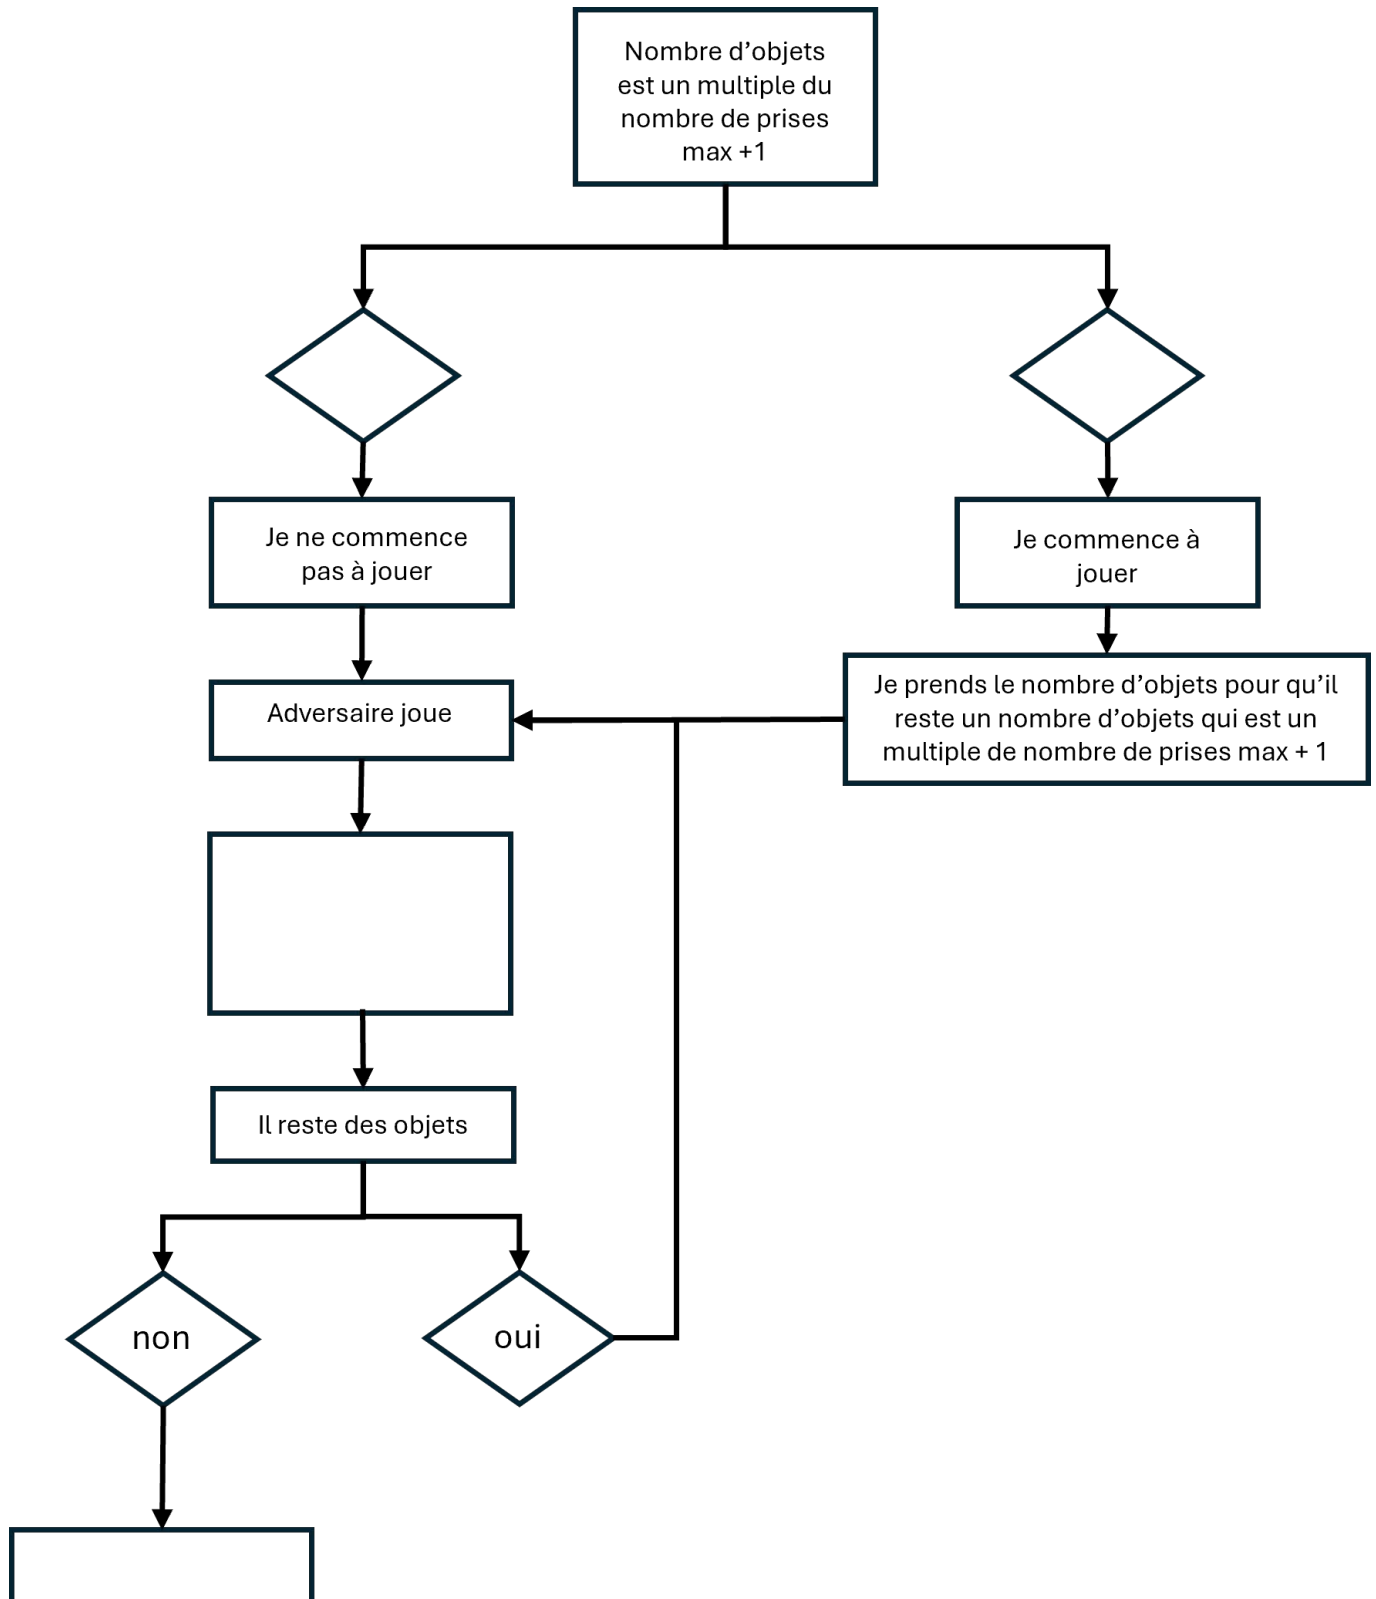 Nombre d’objets
est un multiple du
nombre de prises
max +1
Je ne commence
pas à jouer
Je commence à
jouer
Adversaire joue
Je prends le nombre d’objets pour qu’il
reste un nombre d’objets qui est un
multiple de nombre de prises max + 1
Il reste des objets
non
oui